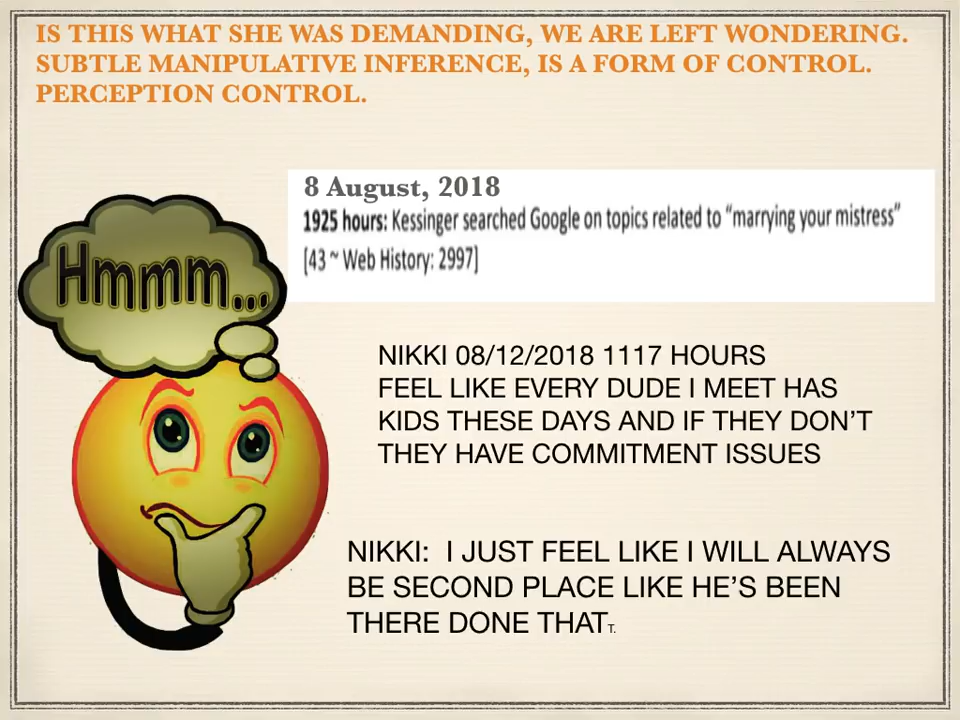 IS THIS WHAT SHE WAS DEMANDING, WE ARE LEFT WONDERING.
SUBTLE MANIPULATIVE INFERENCE, IS A FORM OF CONTROL.
PERCEPTION CONTROL.
8 August, 2018
1925 hours: Kessinger searched Google on topics related to “marrying your mistress”
[43 ~ Web History: 2997]
Hmmm...
NIKKI 08/12/2018 1117 HOURS
FEEL LIKE EVERY DUDE I MEET HAS
KIDS THESE DAYS AND IF THEY DON’T
THEY HAVE COMMITMENT ISSUES
NIKKI:  I JUST FEEL LIKE I WILL ALWAYS
BE SECOND PLACE LIKE HE’S BEEN
THERE DONE THATT.